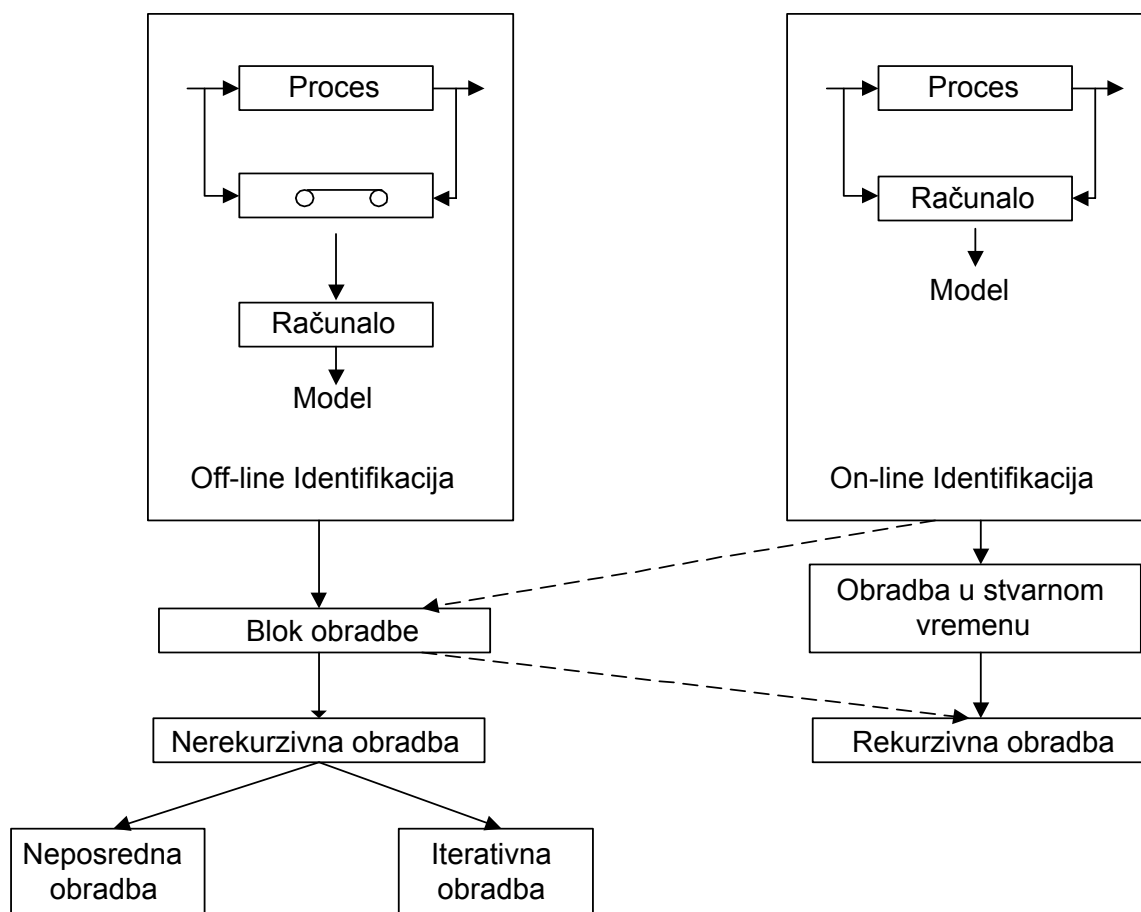 Proces
Računalo
Model
Off-line Identifikacija
Proces
Računalo
Model
On-line Identifikacija
Blok obradbe
Obradba u stvarnom
vremenu
Nerekurzivna obradba
Rekurzivna obradba
Neposredna
obradba
Iterativna
obradba